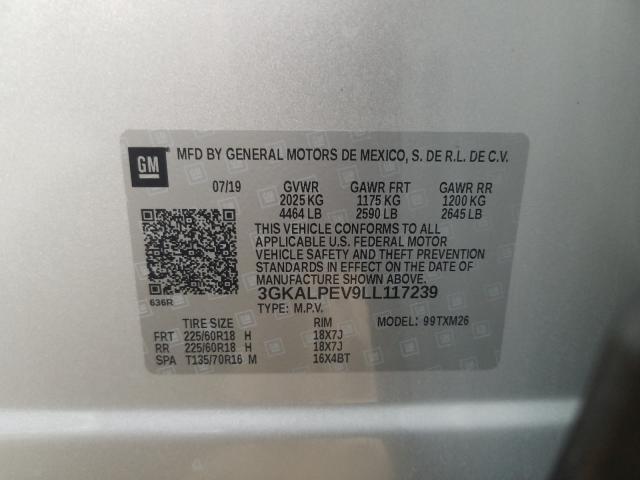 GM MFD BY GENERAL MOTORS DE MEXICO, S. DE R.L. DE C.V.
07/19 GVWR GAWR FRT GAWR RR
2025 KG 1175 KG 1200 KG
4464 LB 2590 LB 2645 LB
THIS VEHICLE CONFORMS TO ALL
APPLICABLE U.S. FEDERAL MOTOR
VEHICLE SAFETY AND THEFT PREVENTION
STANDARDS IN EFFECT ON THE DATE OF
MANUFACTURE SHOWN ABOVE.
3GKALPEV9LL117239
636R
TYPE: M.P.V.
TIRE SIZE RIM MODEL: 99TXM26
FRT 225/60R18 H 18X7J
RR 225/60R18 H 18X7J
SPA T135/70R16 M 16X4BT